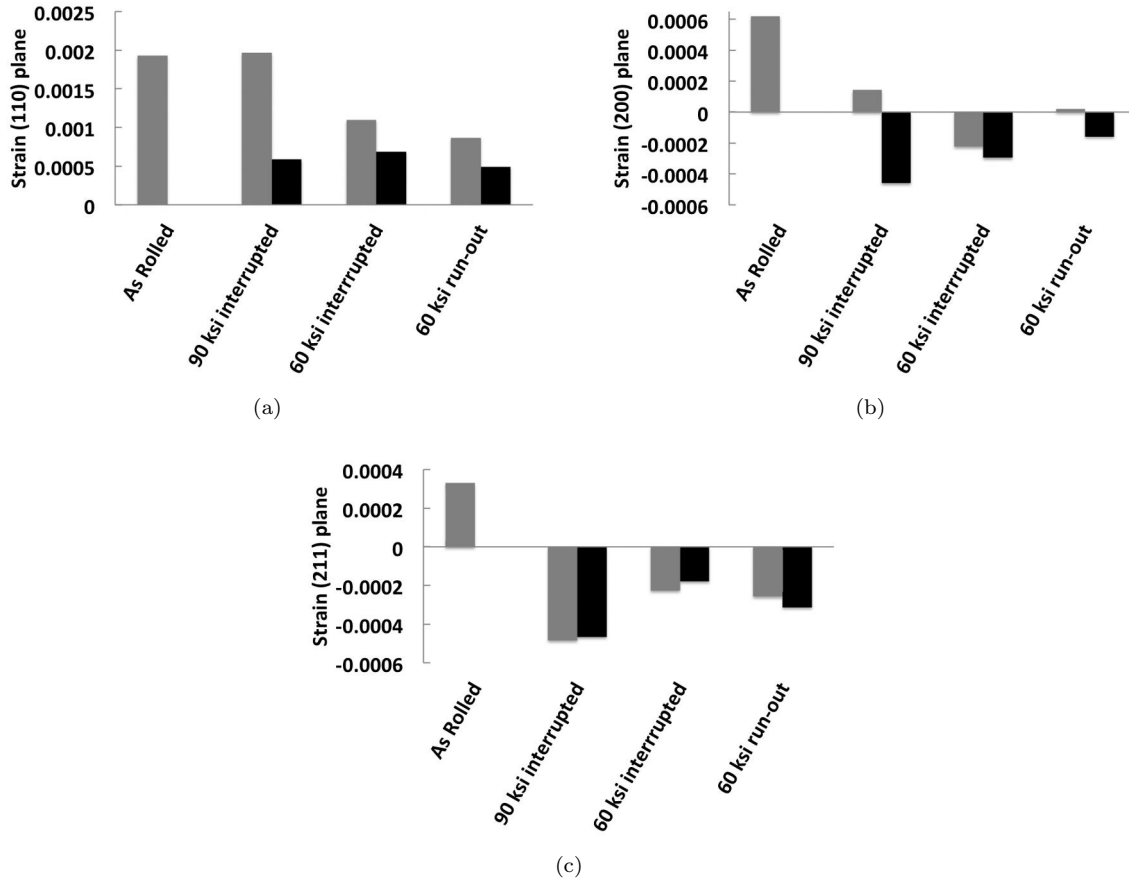 Strain (110) plane
0.0025
0.002
0.0015
0.001
0.0005
0
As Rolled
90 ksi interrupted
60 ksi interrrupted
60 ksi run-out
(a)
Strain (200) plane
0.0006
0.0004
0.0002
0
-0.0002
-0.0004
-0.0006
As Rolled
90 ksi interrupted
60 ksi interrrupted
60 ksi run-out
(b)
Strain (211) plane
0.0004
0.0002
0
-0.0002
-0.0004
-0.0006
As Rolled
90 ksi interrupted
60 ksi interrrupted
60 ksi run-out
(c)